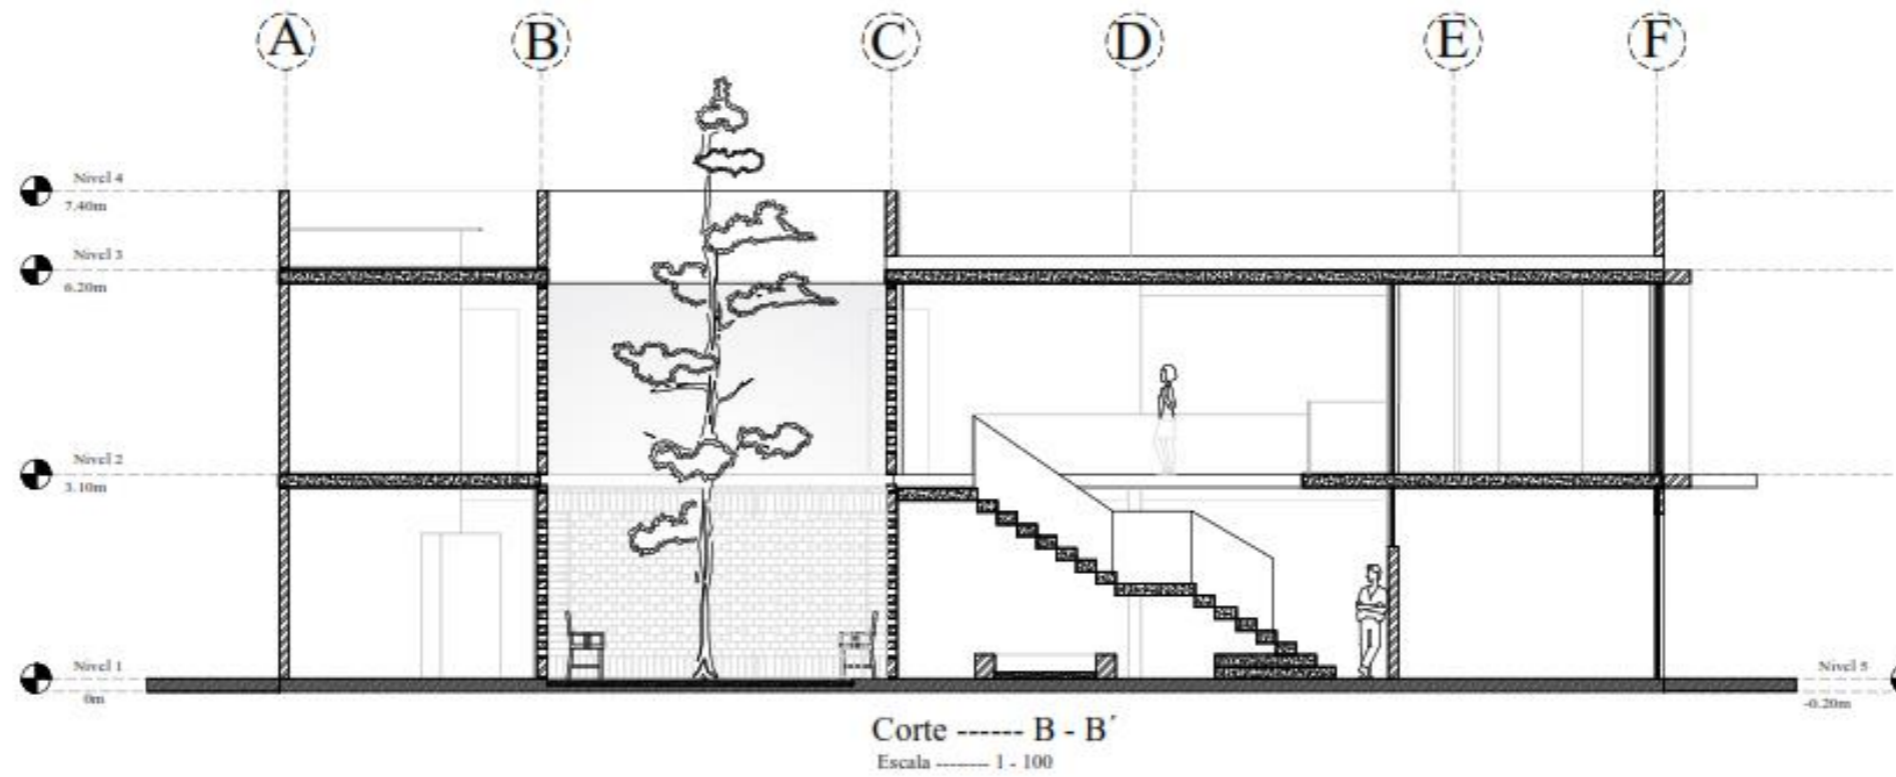 A B C D E F
Nivel 4
7.40m
Nivel 3
6.20m
Nivel 2
3.10m
Nivel 1
0m
Nivel 5
-0.20m
Corte ------ B - B´
Escala -------- 1 - 100